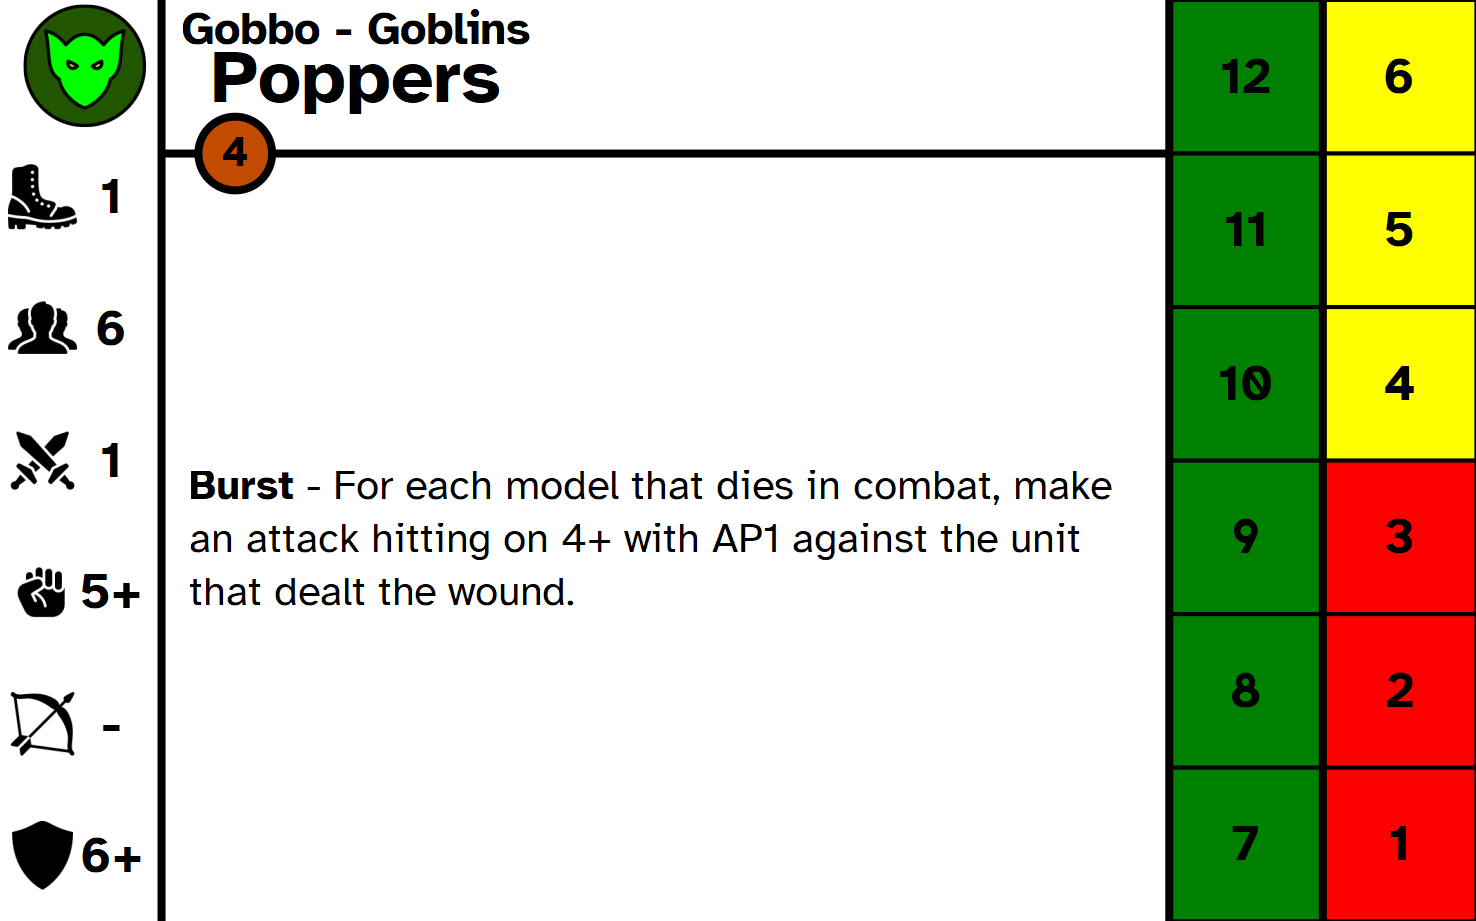 Gobbo - Goblins
Poppers
4
1
6
1
5+
-
6+
Burst - For each model that dies in combat, make
an attack hitting on 4+ with AP1 against the unit
that dealt the wound.
12 6
11 5
10 4
9 3
8 2
7 1